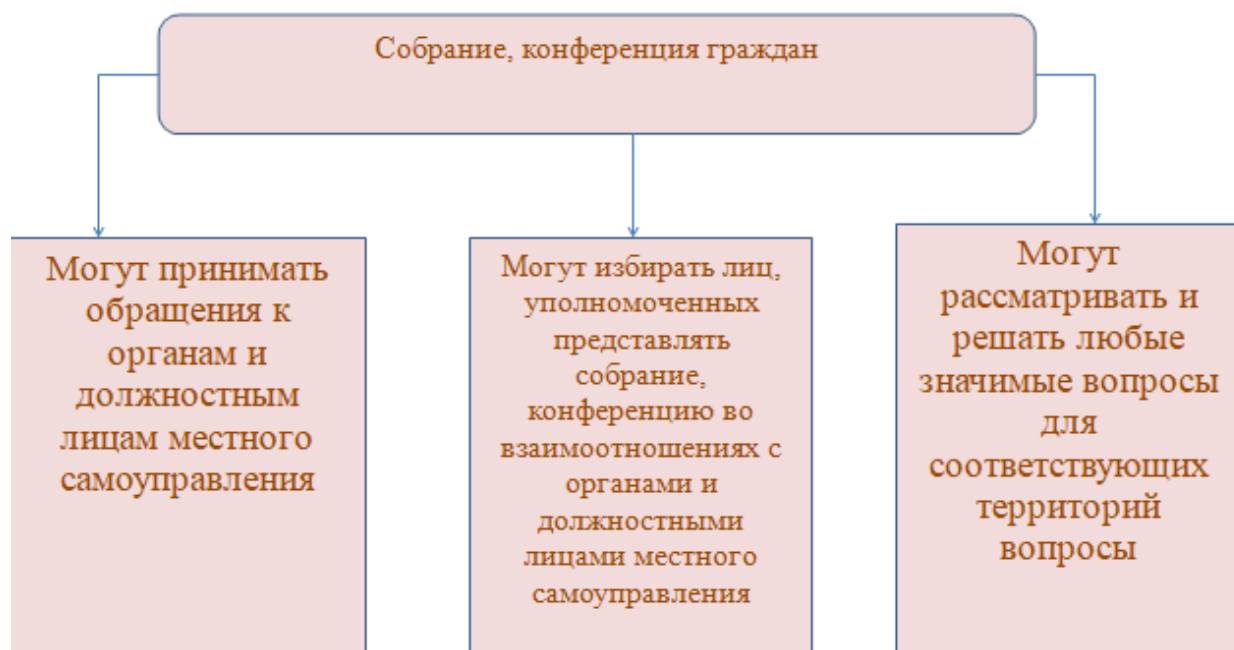 Собрание, конференция граждан
Могут принимать
обращения к
органам и
должностным
лицам местного
самоуправления
Могут избирать лиц,
уполномоченных
представлять
собрание,
конференцию во
взаимоотношениях с
органами и
должностными
лицами местного
самоуправления
Могут
рассматривать и
решать любые
значимые вопросы
для
соответствующих
территорий
вопросы